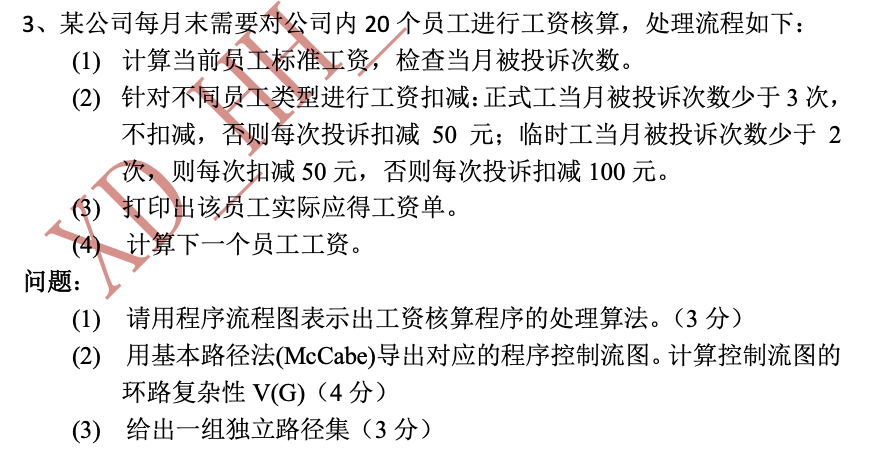 3、某公司每月末需要对公司内 20 个员工进行工资核算，处理流程如下：
(1) 计算当前员工标准工资，检查当月被投诉次数。
(2) 针对不同员工类型进行工资扣减：正式工当月被投诉次数少于 3 次，
不扣减，否则每次投诉扣减 50 元；临时工当月被投诉次数少于 2
次，则每次扣减 50 元，否则每次投诉扣减 100 元。
(3) 打印出该员工实际应得工资单。
(4) 计算下一个员工工资。
问题：
(1) 请用程序流程图表示出工资核算程序的处理算法。（3 分）
(2) 用基本路径法(McCabe)导出对应的程序控制流图。计算控制流图的
环路复杂性 V(G)（4 分）
(3) 给出一组独立路径集（3 分）
XD_HH_